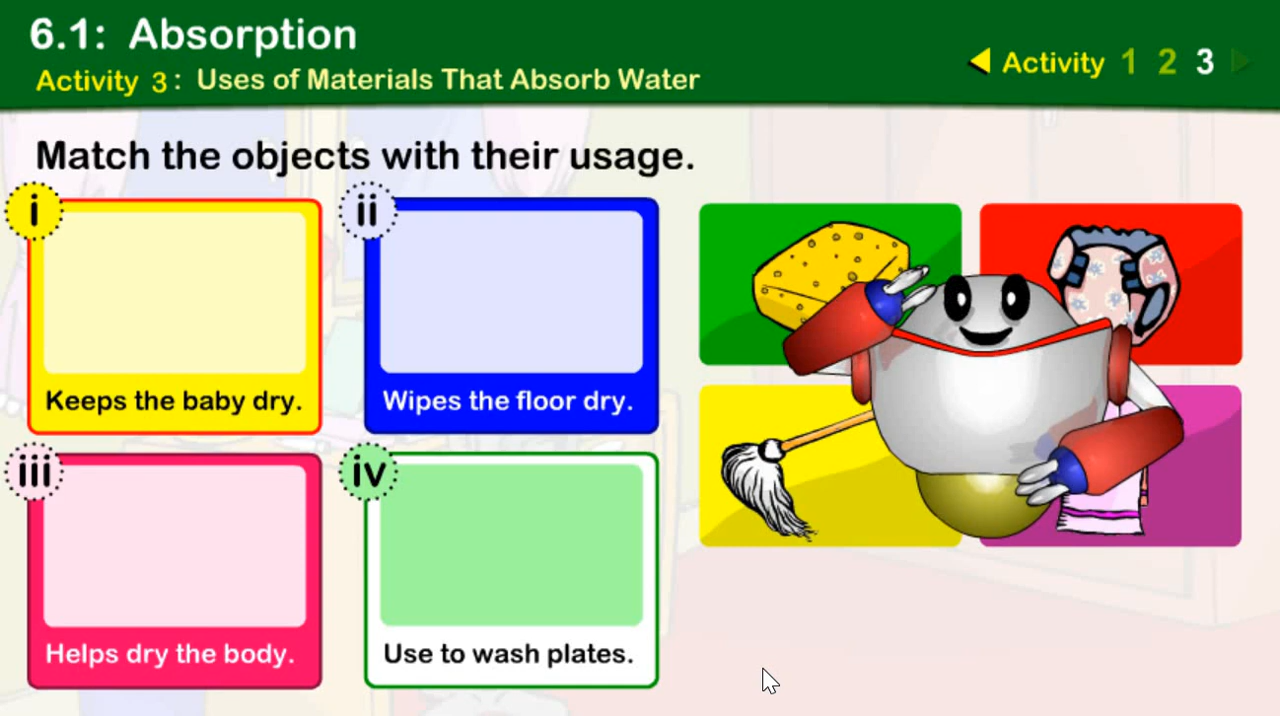 6.1: Absorption
Activity 3: Uses of Materials That Absorb Water
Activity 1 2 3
Match the objects with their usage.
i
Keeps the baby dry.
ii
Wipes the floor dry.
iii
Helps dry the body.
iv
Use to wash plates.